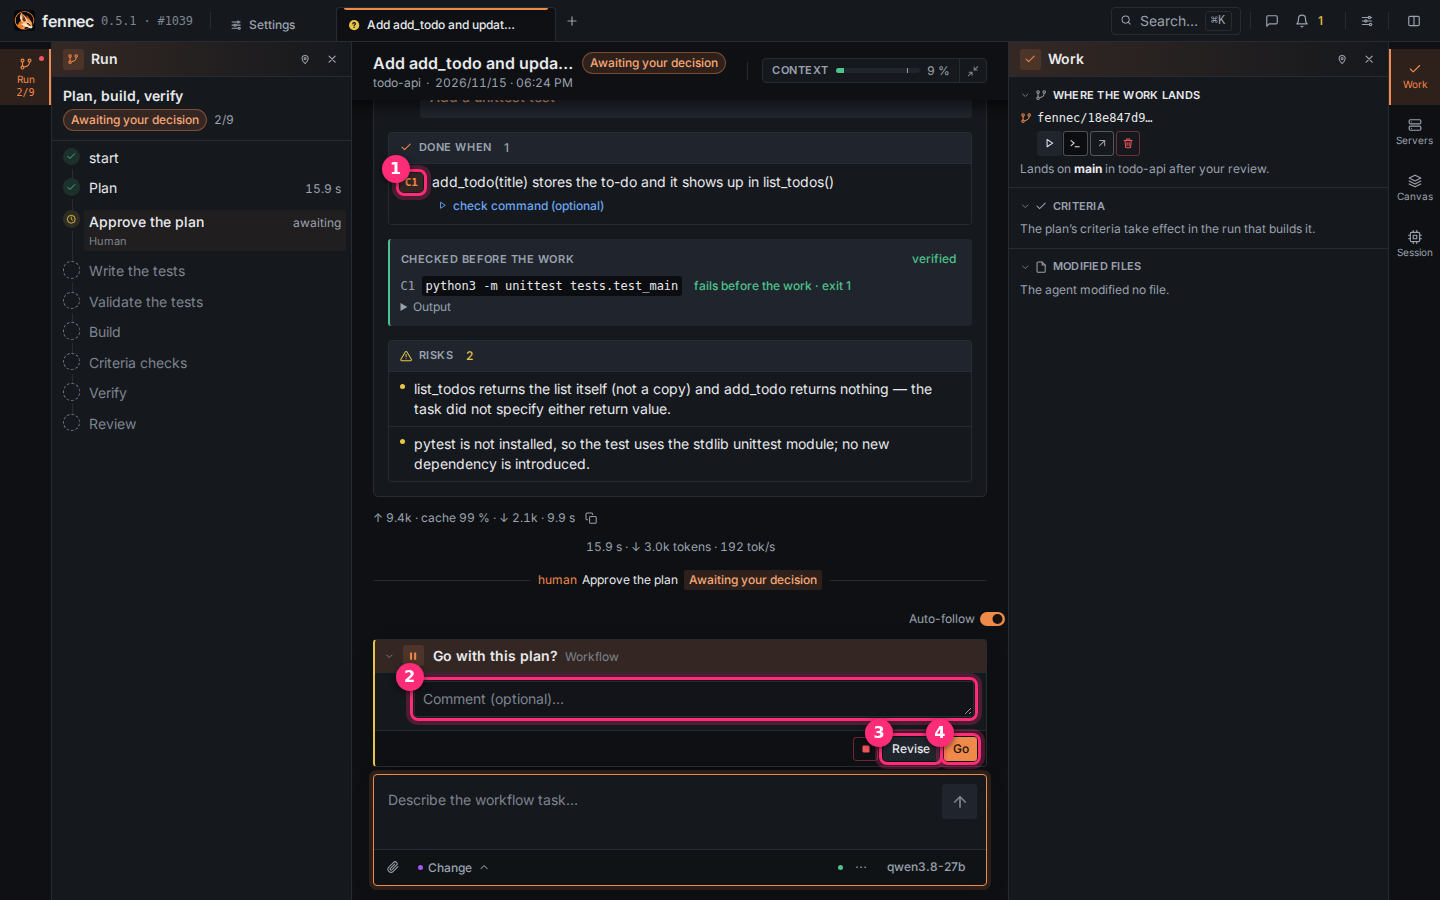 fennec 0.5.1 · #1039
Settings
Add add_todo and updat...
Search... ⌘K
1
Run
2/9
Run
Plan, build, verify
Awaiting your decision 2/9
start
Plan 15.9 s
Approve the plan awaiting
Human
Write the tests
Validate the tests
Build
Criteria checks
Verify
Review
Add add_todo and upda... Awaiting your decision
todo-api · 2026/11/15 · 06:24 PM
CONTEXT 9 %
DONE WHEN 1
1
C1 add_todo(title) stores the to-do and it shows up in list_todos()
check command (optional)
CHECKED BEFORE THE WORK verified
C1 python3 -m unittest tests.test_main fails before the work · exit 1
Output
RISKS 2
list_todos returns the list itself (not a copy) and add_todo returns nothing — the
task did not specify either return value.
pytest is not installed, so the test uses the stdlib unittest module; no new
dependency is introduced.
↑ 9.4k · cache 99 % · ↓ 2.1k · 9.9 s
15.9 s · ↓ 3.0k tokens · 192 tok/s
human Approve the plan Awaiting your decision
Auto-follow
Go with this plan? Workflow
2
Comment (optional)...
3
4
Revise
Go
Describe the workflow task...
Change
qwen3.8-27b
Work
WHERE THE WORK LANDS
fennec/18e847d9…
Lands on main in todo-api after your review.
CRITERIA
The plan's criteria take effect in the run that builds it.
MODIFIED FILES
The agent modified no file.
Work
Servers
Canvas
Session